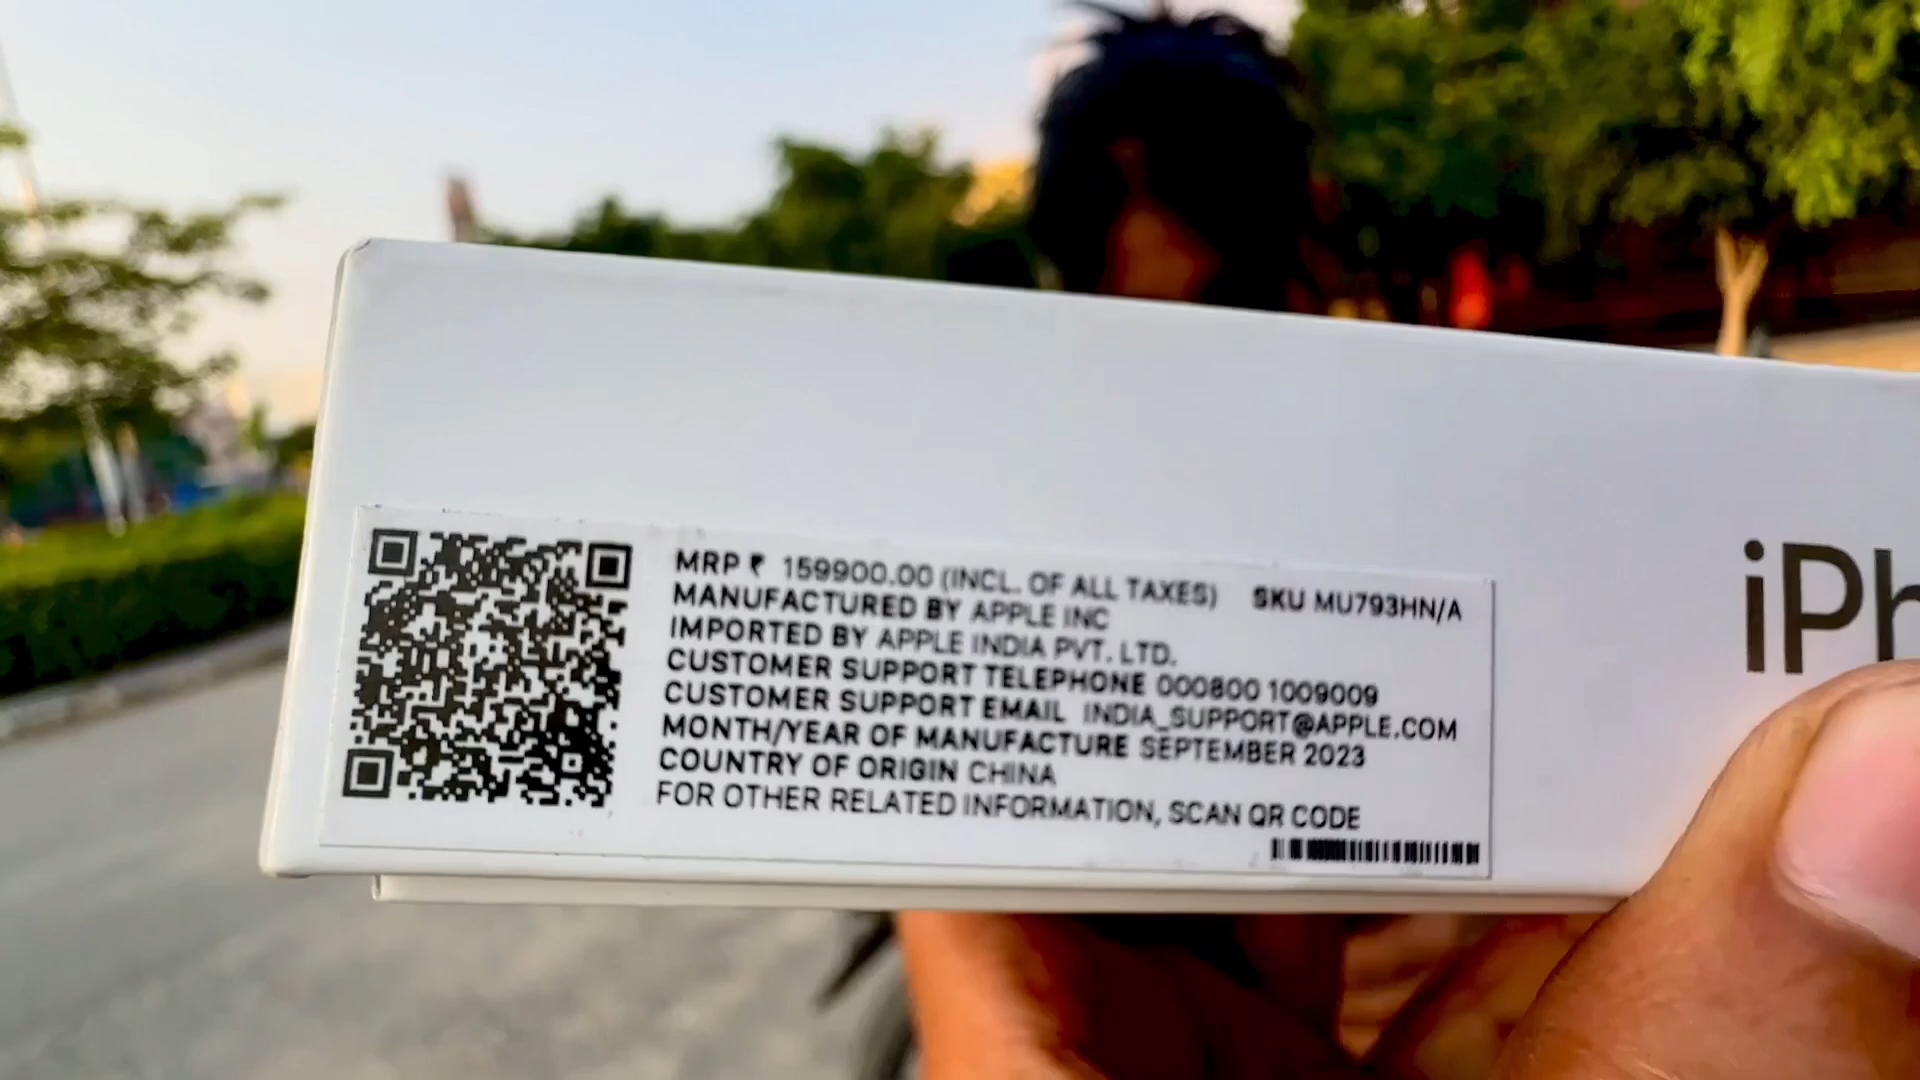 MRP ₹ 159900.00 (INCL. OF ALL TAXES) SKU MU793HN/A
MANUFACTURED BY APPLE INC
IMPORTED BY APPLE INDIA PVT. LTD.
CUSTOMER SUPPORT TELEPHONE 000800 1009009
CUSTOMER SUPPORT EMAIL INDIA_SUPPORT@APPLE.COM
MONTH/YEAR OF MANUFACTURE SEPTEMBER 2023
COUNTRY OF ORIGIN CHINA
FOR OTHER RELATED INFORMATION, SCAN QR CODE
iPh